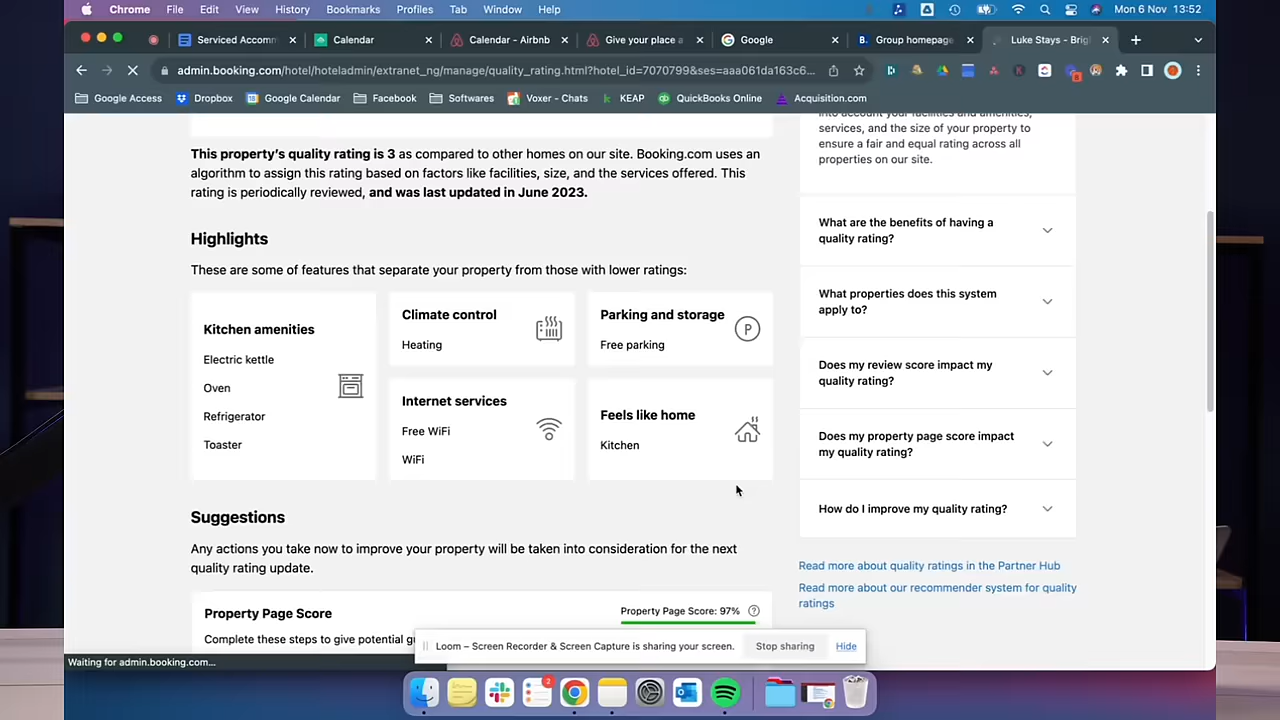 Chrome File Edit View History Bookmarks Profiles Tab Window Help Mon 6 Nov 13:52
Serviced Accomm Calendar Calendar - Airbnb Give your place a Google Group homepage Luke Stays - Brig
admin.booking.com/hotel/hoteladmin/extranet_ng/manage/quality_rating.html?hotel_id=7070799&ses=aaa061da163c6...
Google Access Dropbox Google Calendar Facebook Softwares Voxer - Chats KEAP QuickBooks Online Acquisition.com
This property's quality rating is 3 as compared to other homes on our site. Booking.com uses an
algorithm to assign this rating based on factors like facilities, size, and the services offered. This
rating is periodically reviewed, and was last updated in June 2023.
Highlights
These are some of features that separate your property from those with lower ratings:
Kitchen amenities
Electric kettle
Oven
Refrigerator
Toaster
Climate control
Heating
Parking and storage
P
Free parking
Internet services
Free WiFi
WiFi
Feels like home
Kitchen
Suggestions
Any actions you take now to improve your property will be taken into consideration for the next
quality rating update.
Property Page Score
Property Page Score: 97% ?
Complete these steps to give potential gu
into account your facilities and amenities,
services, and the size of your property to
ensure a fair and equal rating across all
properties on our site.
What are the benefits of having a
quality rating?
What properties does this system
apply to?
Does my review score impact my
quality rating?
Does my property page score impact
my quality rating?
How do I improve my quality rating?
Read more about quality ratings in the Partner Hub
Read more about our recommender system for quality
ratings
Loom – Screen Recorder & Screen Capture is sharing your screen. Stop sharing Hide
Waiting for admin.booking.com...